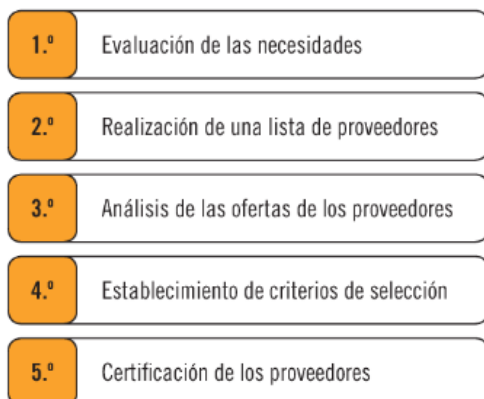 1.º Evaluación de las necesidades
2.º Realización de una lista de proveedores
3.º Análisis de las ofertas de los proveedores
4.º Establecimiento de criterios de selección
5.º Certificación de los proveedores